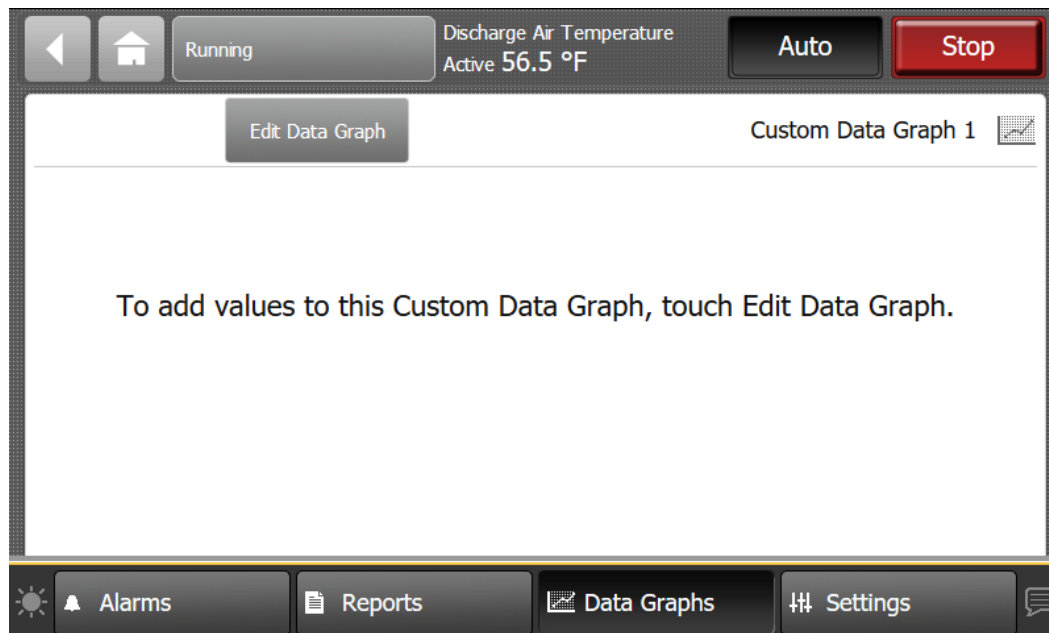 Running
Discharge Air Temperature
Active 56.5 °F
Auto
Stop
Edit Data Graph
Custom Data Graph 1
To add values to this Custom Data Graph, touch Edit Data Graph.
Alarms
Reports
Data Graphs
Settings